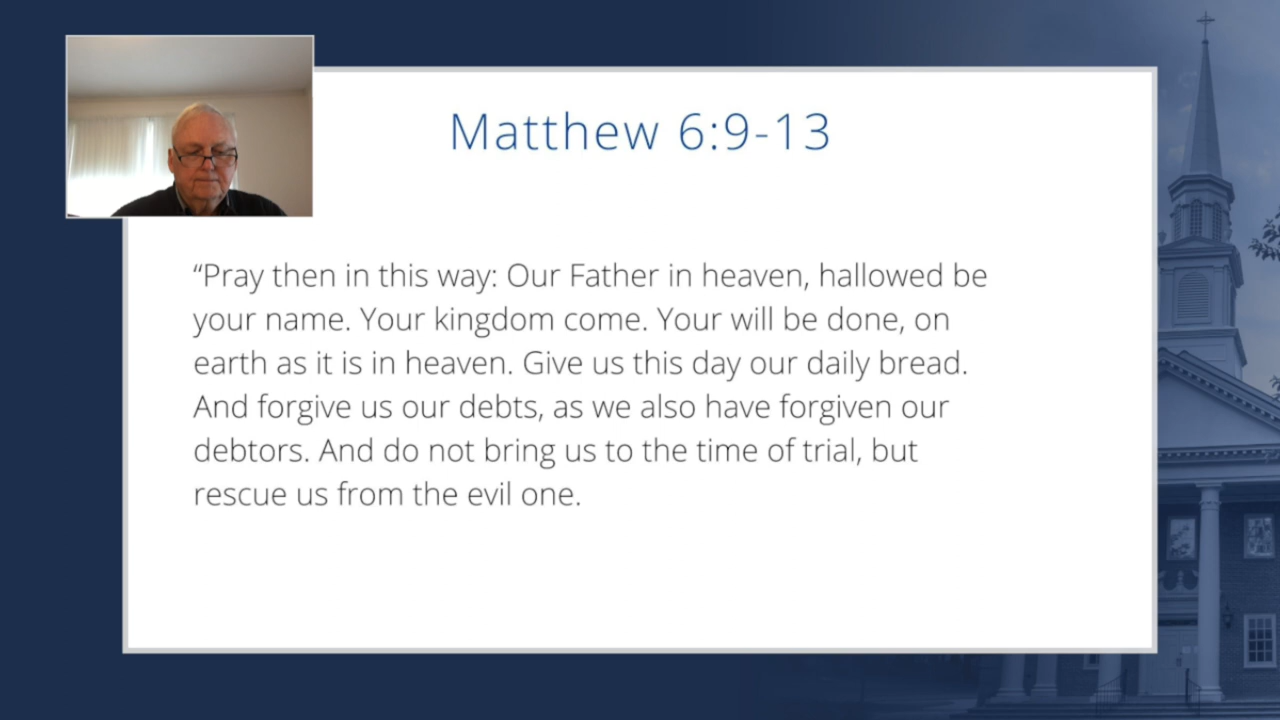 Matthew 6:9-13
“Pray then in this way: Our Father in heaven, hallowed be
your name. Your kingdom come. Your will be done, on
earth as it is in heaven. Give us this day our daily bread.
And forgive us our debts, as we also have forgiven our
debtors. And do not bring us to the time of trial, but
rescue us from the evil one.